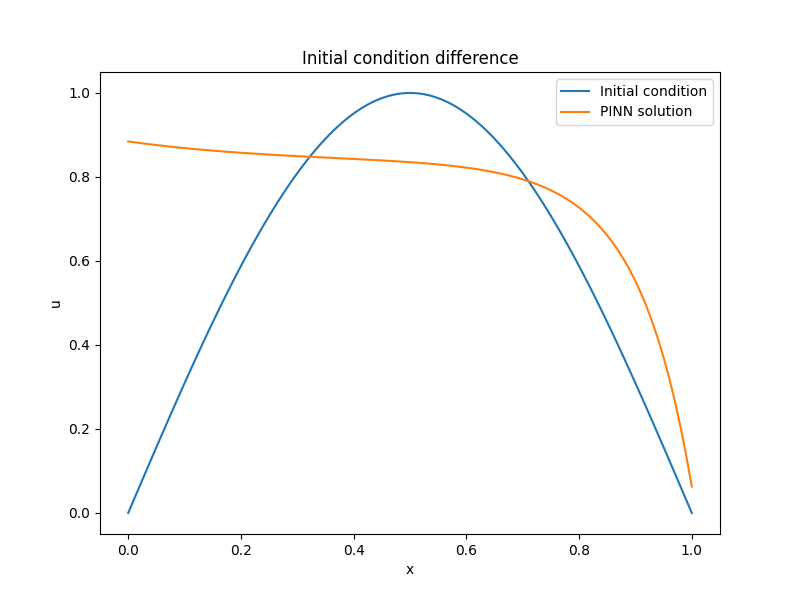 Initial condition difference
Initial condition
PINN solution
1.0
0.8
0.6
0.4
0.2
0.0
u
0.0 0.2 0.4 0.6 0.8 1.0
x